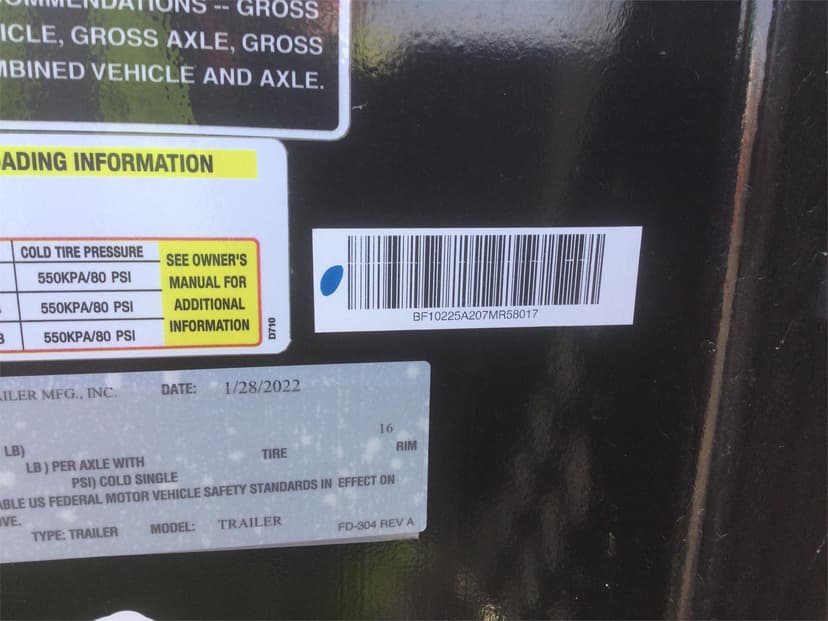 COMMENDATIONS -- GROSS
ICLE, GROSS AXLE, GROSS
MBINED VEHICLE AND AXLE.
ADING INFORMATION
COLD TIRE PRESSURE
550KPA/80 PSI
550KPA/80 PSI
B 550KPA/80 PSI
SEE OWNER'S
MANUAL FOR
ADDITIONAL
INFORMATION
D710
BF10225A207MR58017
AILER MFG., INC. DATE: 1/28/2022
16
LB) TIRE RIM
LB ) PER AXLE WITH
PSI) COLD SINGLE
ABLE US FEDERAL MOTOR VEHICLE SAFETY STANDARDS IN EFFECT ON
OVE.
TYPE: TRAILER MODEL: TRAILER FD-304 REV A